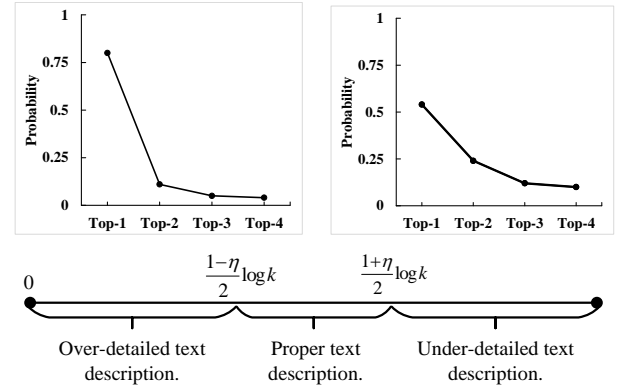 1
0.75
0.5
0.25
0
Probability
Top-1 Top-2 Top-3 Top-4
1
0.75
0.5
0.25
0
Probability
Top-1 Top-2 Top-3 Top-4
0
1−η
2
log k
1+η
2
log k
Over-detailed text
description.
Proper text
description.
Under-detailed text
description.